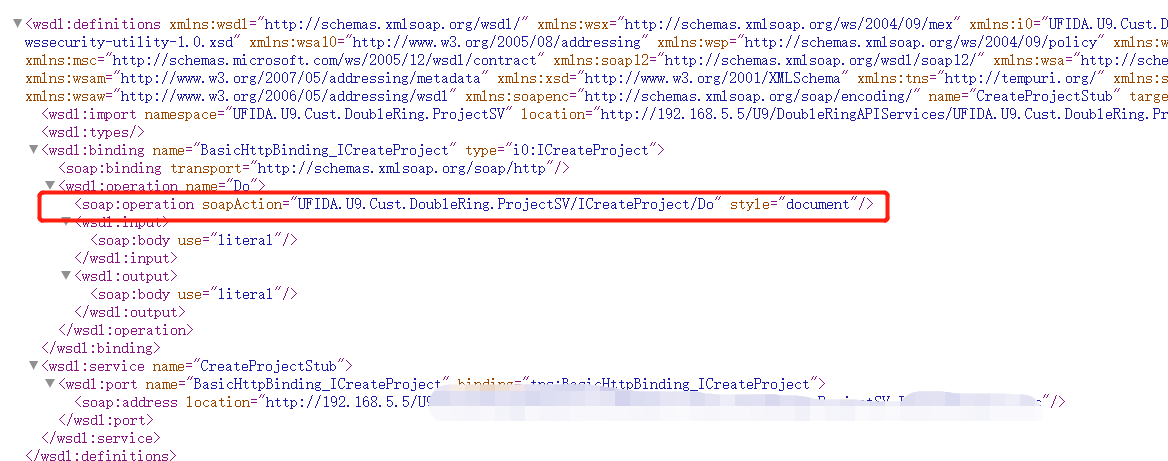 <wsdl:definitions xmlns:wsdl="http://schemas.xmlsoap.org/wsdl/" xmlns:wsx="http://schemas.xmlsoap.org/ws/2004/09/mex" xmlns:i0="UFIDA.U9.Cust.D
wssecurity-utility-1.0.xsd" xmlns:wsa10="http://www.w3.org/2005/08/addressing" xmlns:wsp="http://schemas.xmlsoap.org/ws/2004/09/policy" xmlns:w
xmlns:msc="http://schemas.microsoft.com/ws/2005/12/wsdl/contract" xmlns:soap12="http://schemas.xmlsoap.org/wsdl/soap12/" xmlns:wsa="http://sche
xmlns:wsam="http://www.w3.org/2007/05/addressing/metadata" xmlns:xsd="http://www.w3.org/2001/XMLSchema" xmlns:tns="http://tempuri.org/" xmlns:s
xmlns:wsaw="http://www.w3.org/2006/05/addressing/wsdl" xmlns:soapenc="http://schemas.xmlsoap.org/soap/encoding/" name="CreateProjectStub" targe
<wsdl:import namespace="UFIDA.U9.Cust.DoubleRing.ProjectSV" location="http://192.168.5.5/U9/DoubleRingAPIServices/UFIDA.U9.Cust.DoubleRing.Pr
<wsdl:types/>
<wsdl:binding name="BasicHttpBinding_ICreateProject" type="i0:ICreateProject">
<soap:binding transport="http://schemas.xmlsoap.org/soap/http"/>
<wsdl:operation name="Do">
<soap:operation soapAction="UFIDA.U9.Cust.DoubleRing.ProjectSV/ICreateProject/Do" style="document"/>
<wsdl:input>
<soap:body use="literal"/>
</wsdl:input>
<wsdl:output>
<soap:body use="literal"/>
</wsdl:output>
</wsdl:operation>
</wsdl:binding>
<wsdl:service name="CreateProjectStub">
<wsdl:port name="BasicHttpBinding_ICreateProject" binding="tns:BasicHttpBinding_ICreateProject">
<soap:address location="http://192.168.5.5/U9 "/>
</wsdl:port>
</wsdl:service>
</wsdl:definitions>